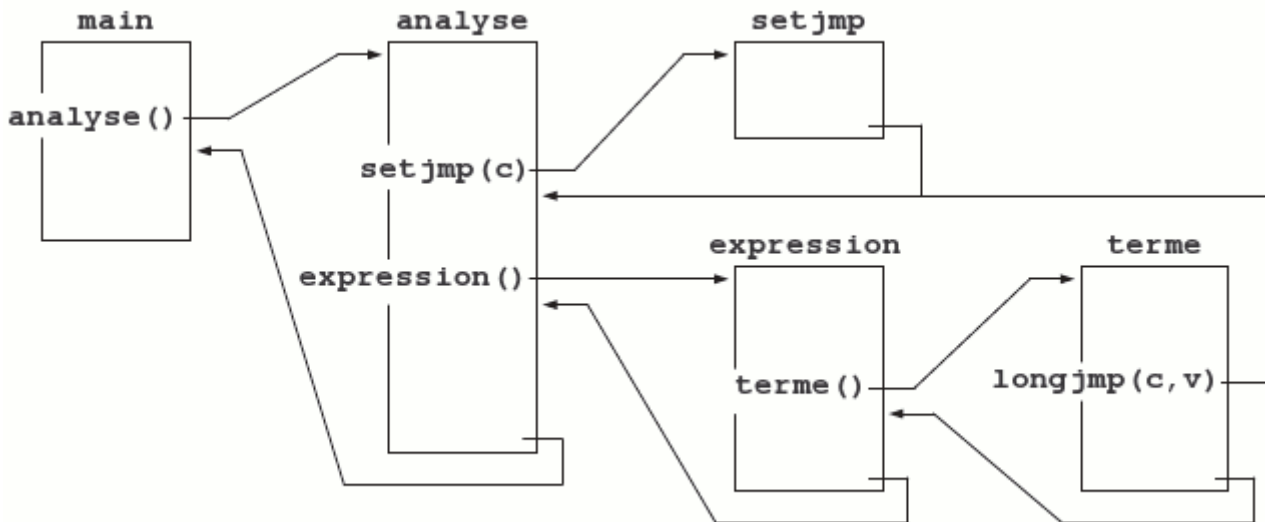 main
analyse
setjmp
analyse()
setjmp(c)
expression
terme
expression()
terme()
longjmp(c,v)